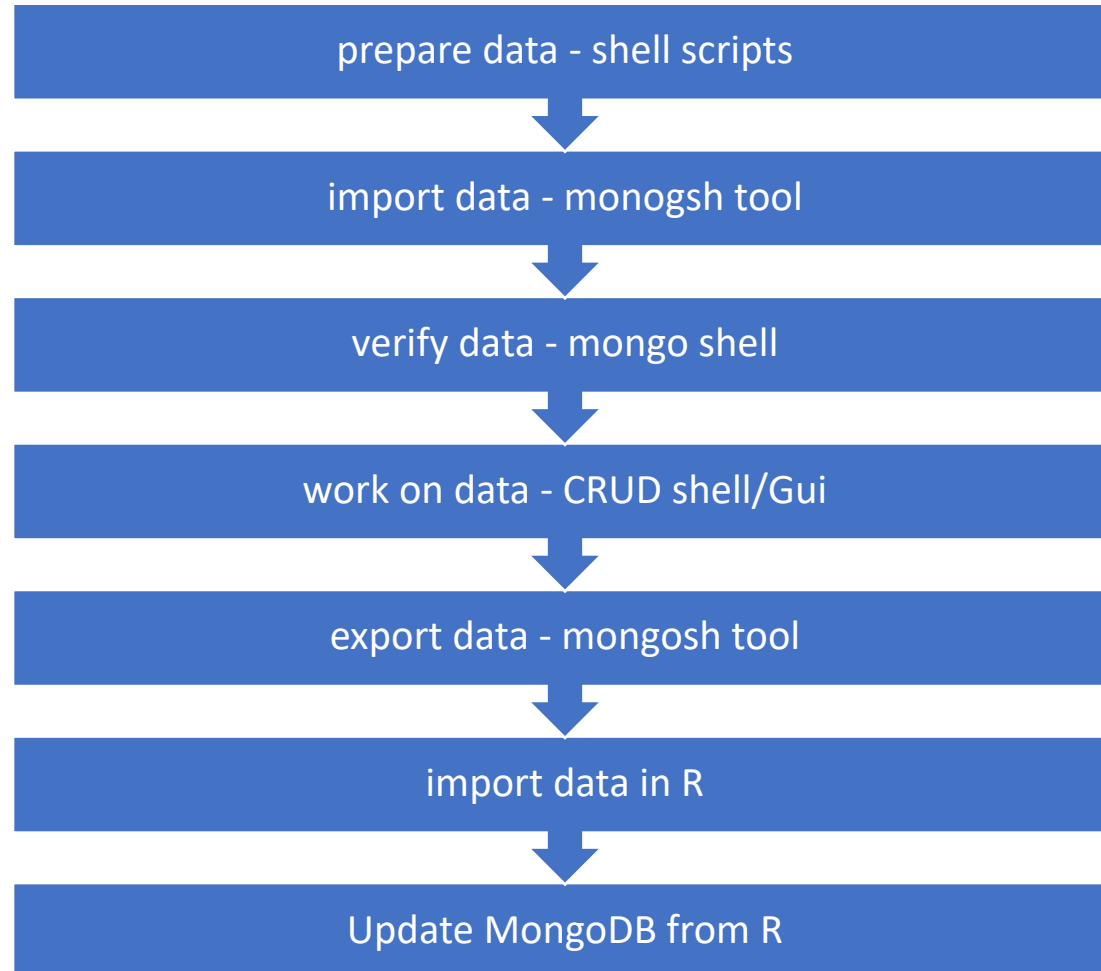 prepare data - shell scripts
import data - monogsh tool
verify data - mongo shell
work on data - CRUD shell/Gui
export data - mongosh tool
import data in R
Update MongoDB from R